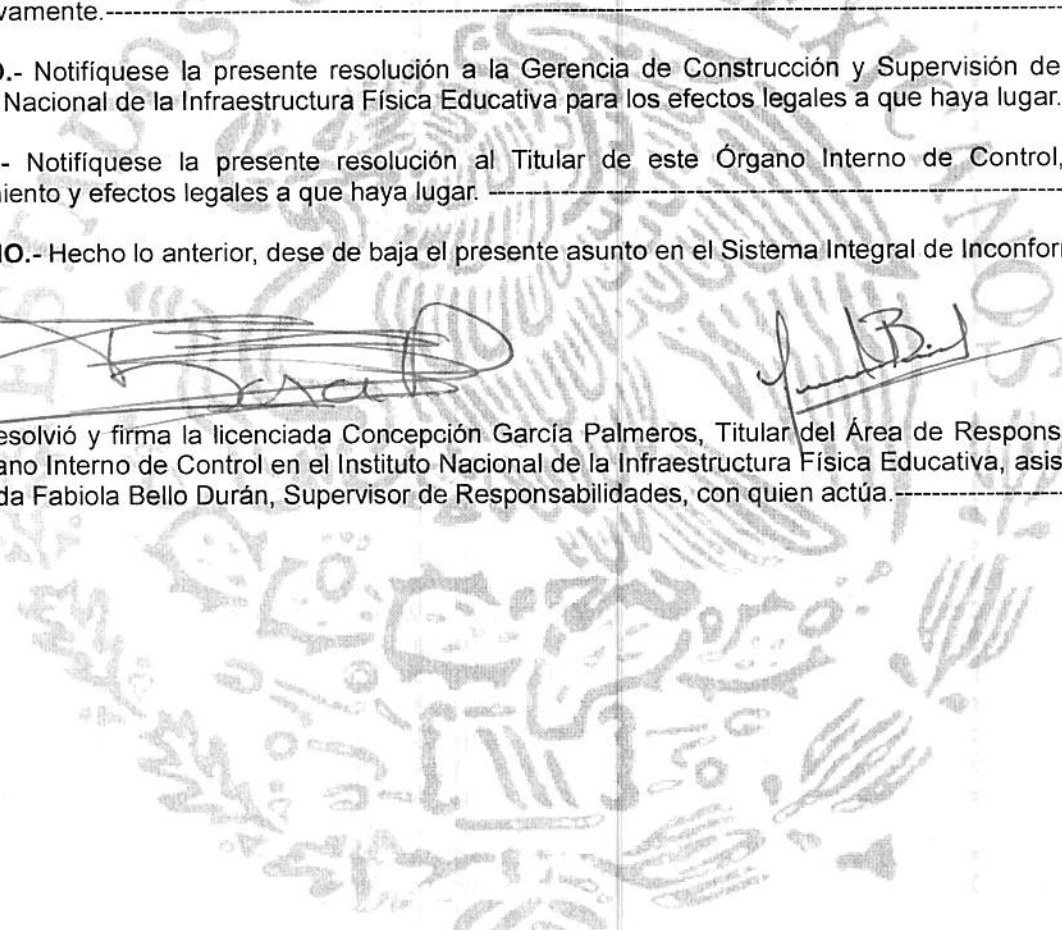 vamente.--------------------------------------------------------------------------------
O.- Notifíquese la presente resolución a la Gerencia de Construcción y Supervisión de
Nacional de la Infraestructura Física Educativa para los efectos legales a que haya lugar.
- Notifíquese la presente resolución al Titular de este Órgano Interno de Control,
iento y efectos legales a que haya lugar. --------------------------------------------------
IO.- Hecho lo anterior, dese de baja el presente asunto en el Sistema Integral de Inconfor
esolvió y firma la licenciada Concepción García Palmeros, Titular del Área de Respons
ano Interno de Control en el Instituto Nacional de la Infraestructura Física Educativa, asis
da Fabiola Bello Durán, Supervisor de Responsabilidades, con quien actúa.--------------